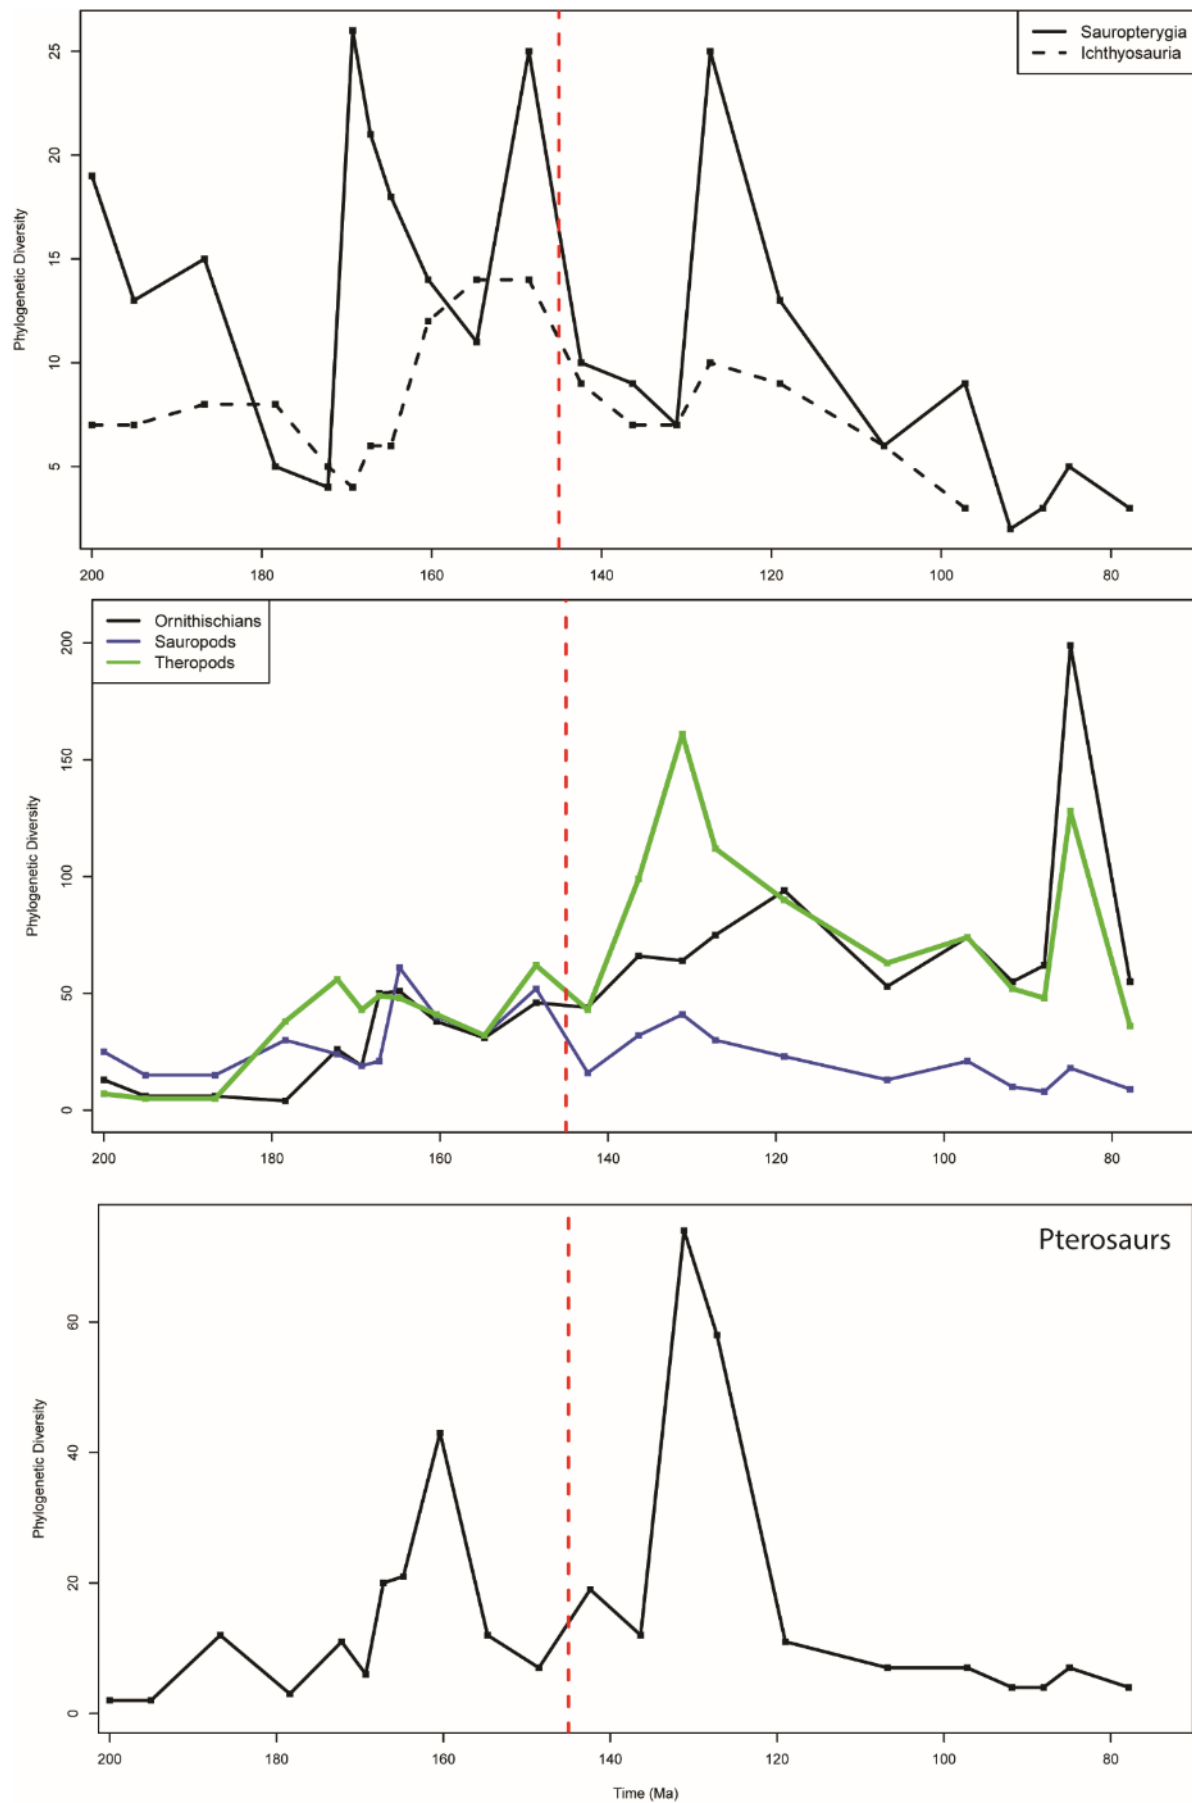 Sauropterygia
Ichthyosauria
Phylogenetic Diversity
25
20
15
10
5
200 180 160 140 120 100 80
Ornithischians
Sauropods
Theropods
Phylogenetic Diversity
200
150
100
50
0
200 180 160 140 120 100 80
Pterosaurs
Phylogenetic Diversity
60
40
20
0
200 180 160 140 120 100 80
Time (Ma)